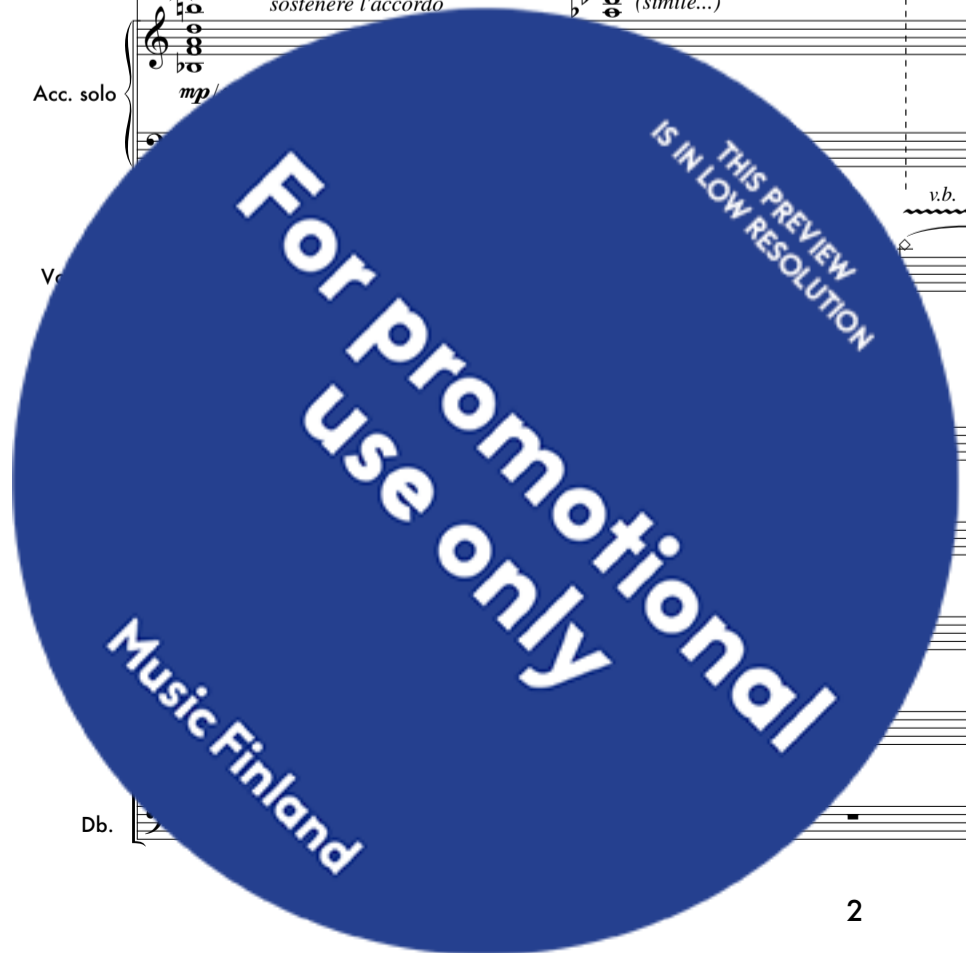 sostenere l'accordo
(simile...)
Acc. solo
mp/
THIS PREVIEW
IS IN LOW RESOLUTION
v.b.
For promotional
use only
Music Finland
Db.
2